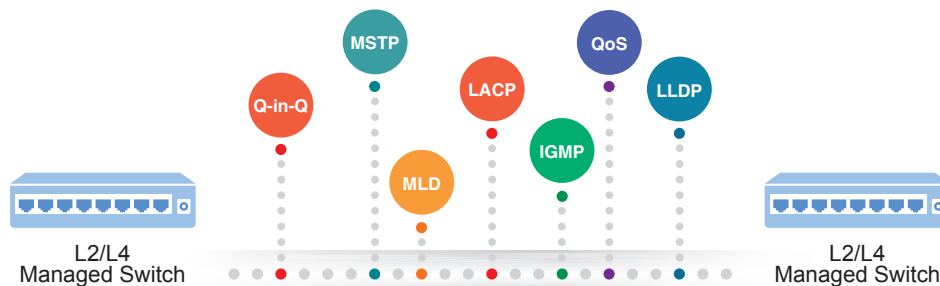 MSTP
QoS
Q-in-Q
LACP
LLDP
IGMP
MLD
L2/L4
Managed Switch
L2/L4
Managed Switch